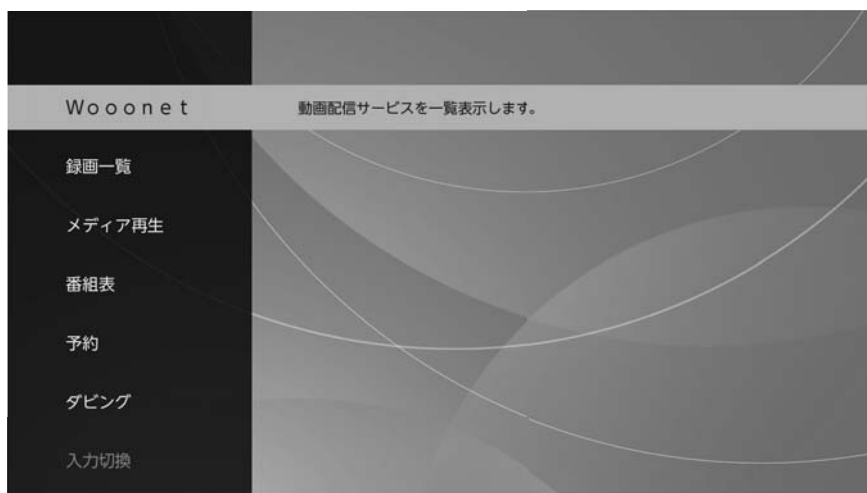 Wooonet
動画配信サービスを一覧表示します。
録画一覧
メディア再生
番組表
予約
ダビング
入力切換